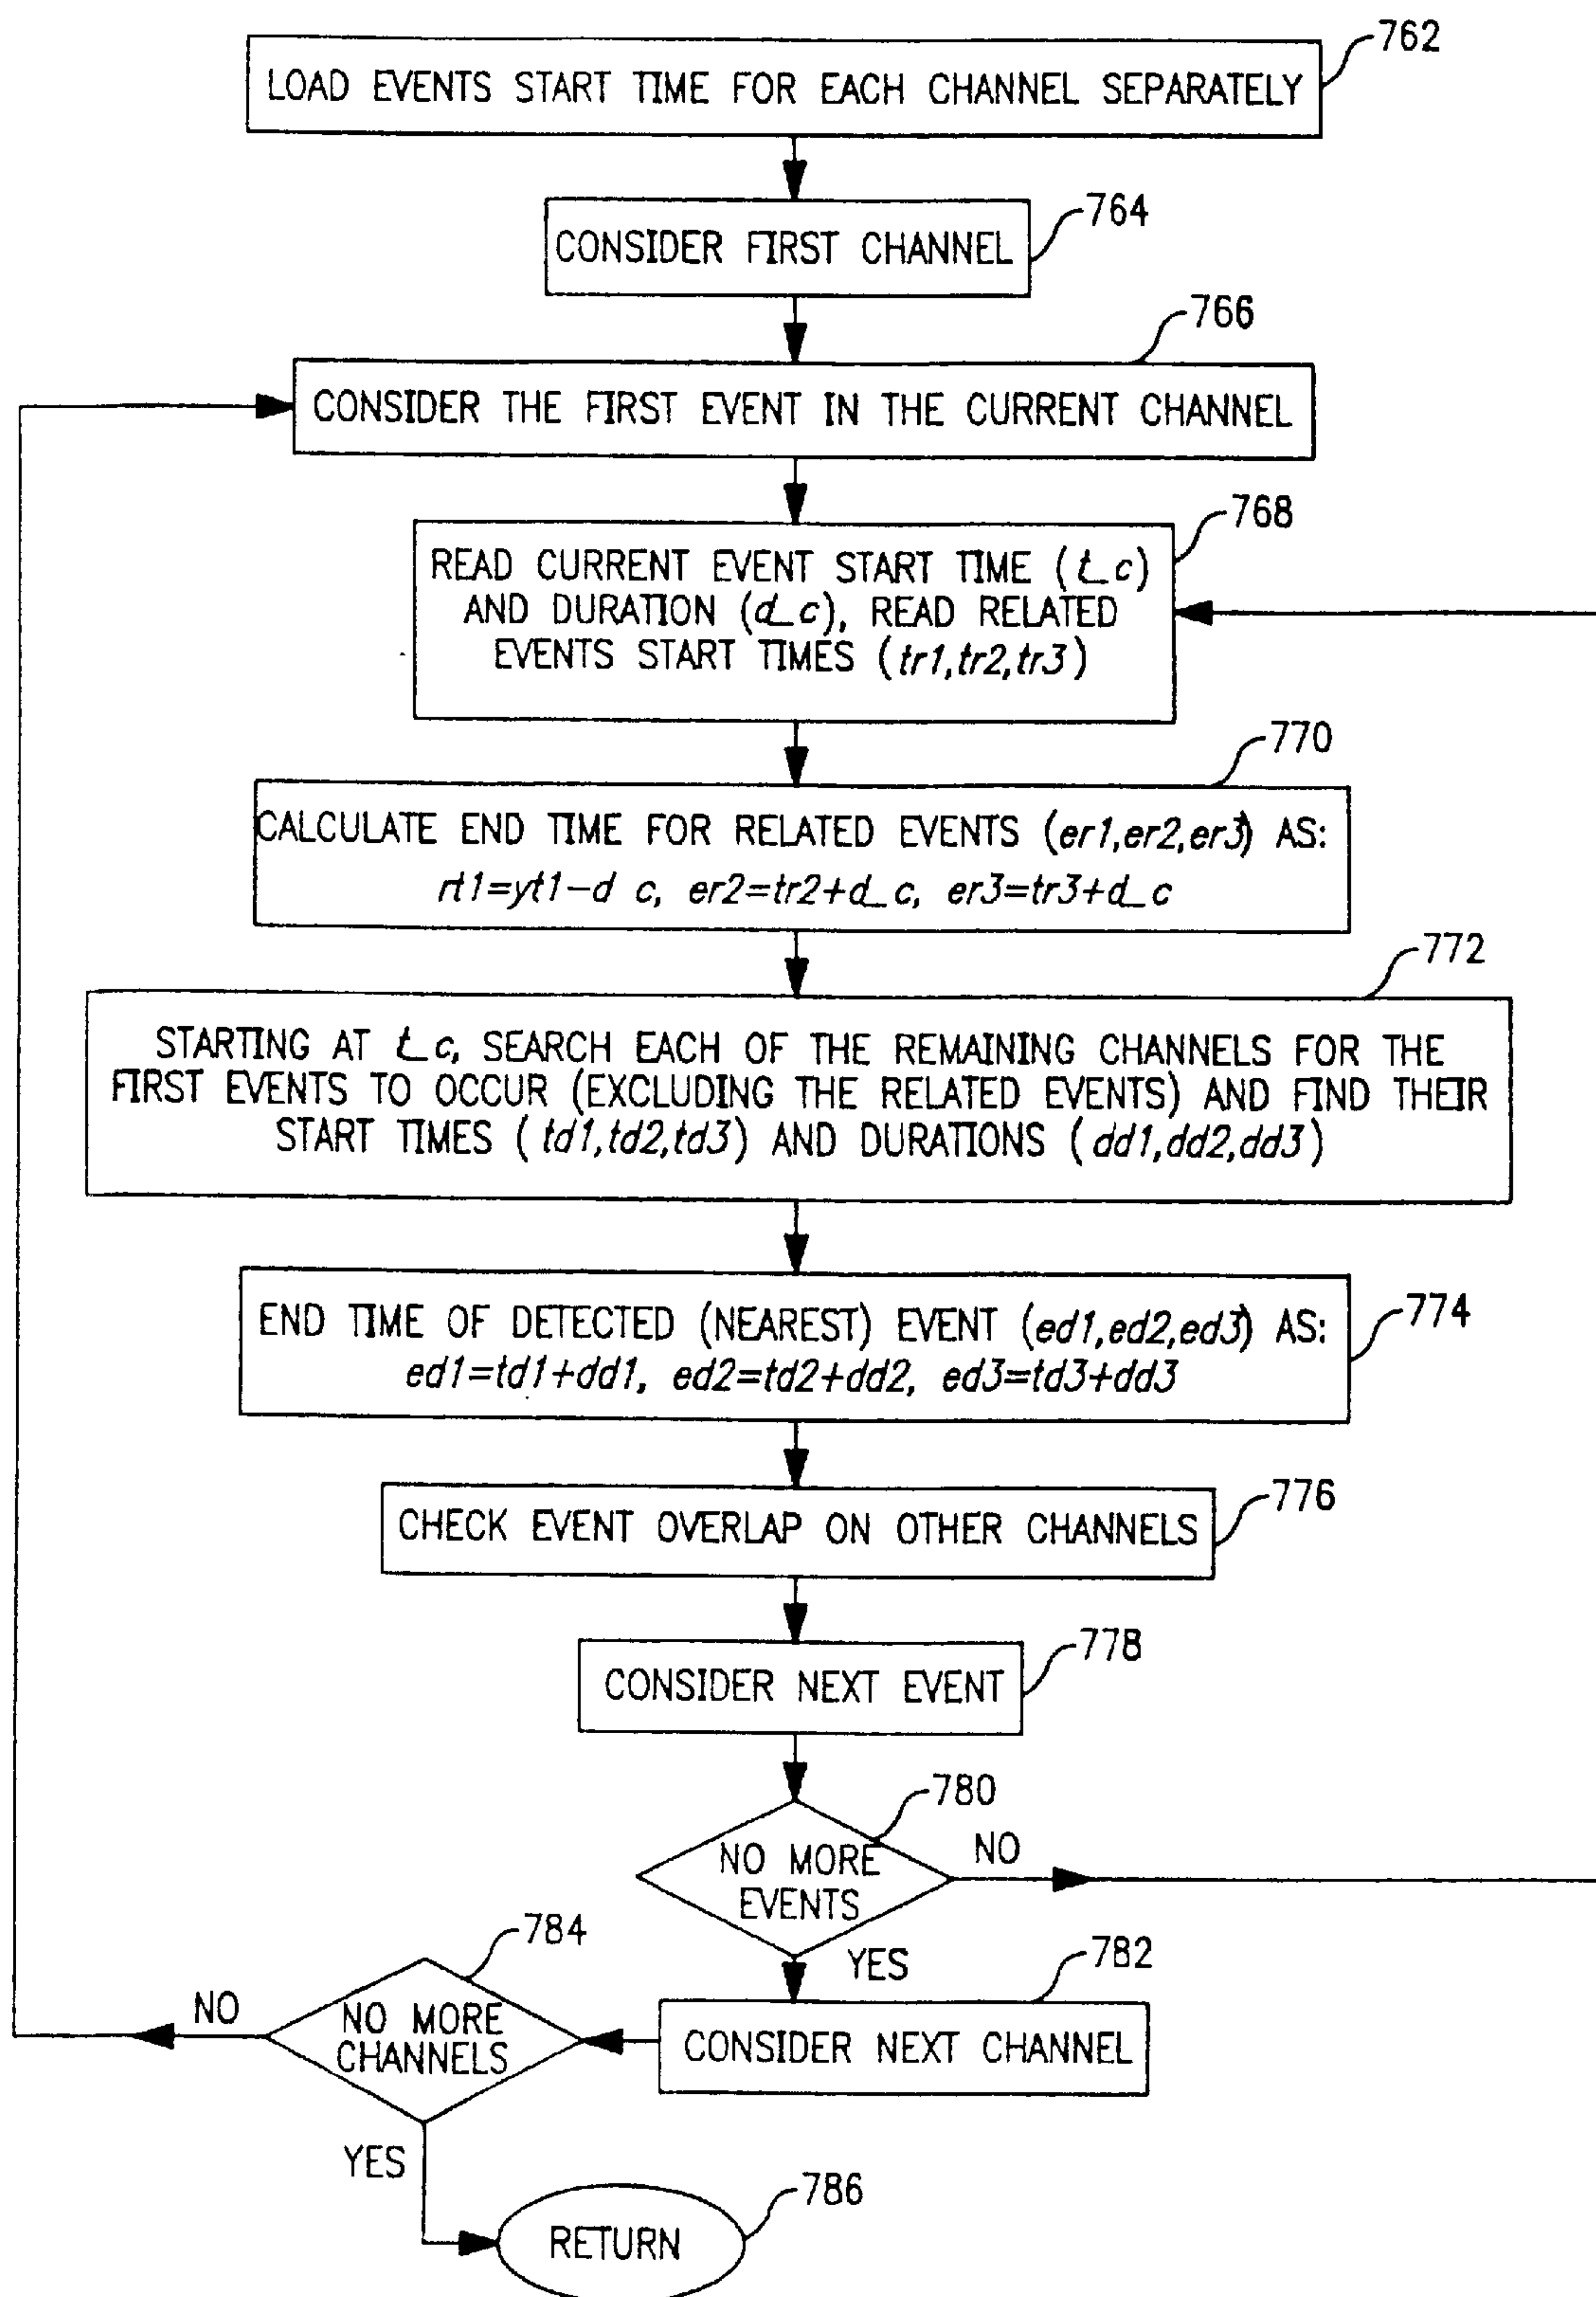 762
LOAD EVENTS START TIME FOR EACH CHANNEL SEPARATELY
764
CONSIDER FIRST CHANNEL
766
CONSIDER THE FIRST EVENT IN THE CURRENT CHANNEL
768
READ CURRENT EVENT START TIME (t_c)
AND DURATION (d_c), READ RELATED
EVENTS START TIMES (tr1,tr2,tr3)
770
CALCULATE END TIME FOR RELATED EVENTS (er1,er2,er3) AS:
rt1=yt1-d c, er2=tr2+d_c, er3=tr3+d_c
772
STARTING AT t_c, SEARCH EACH OF THE REMAINING CHANNELS FOR THE
FIRST EVENTS TO OCCUR (EXCLUDING THE RELATED EVENTS) AND FIND THEIR
START TIMES (td1,td2,td3) AND DURATIONS (dd1,dd2,dd3)
774
END TIME OF DETECTED (NEAREST) EVENT (ed1,ed2,ed3) AS:
ed1=td1+dd1, ed2=td2+dd2, ed3=td3+dd3
776
CHECK EVENT OVERLAP ON OTHER CHANNELS
778
CONSIDER NEXT EVENT
780
NO MORE
EVENTS
NO
YES
782
CONSIDER NEXT CHANNEL
784
NO MORE
CHANNELS
NO
YES
786
RETURN